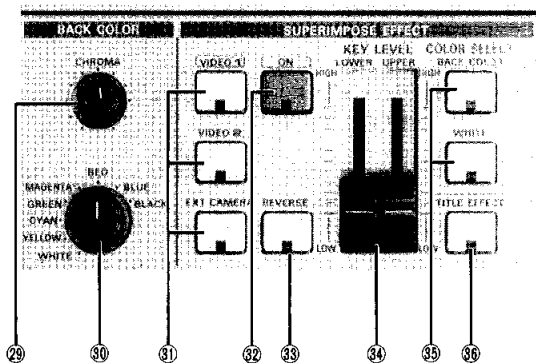 BACK COLOR
SUPERIMPOSE EFFECT
CHROMA
VIDEO 1
ON
KEY LEVEL
LOWER UPPER
HIGH
HIGH
COLOR SELECT
BACK COLOR
VIDEO 2
WHITE
RED
MAGENTA
BLUE
GREEN
BLACK
CYAN
YELLOW
WHITE
EXT CAMERA
REVERSE
LOW
LOW
TITLE EFFECT
29
30
31
32
33
34
35
36